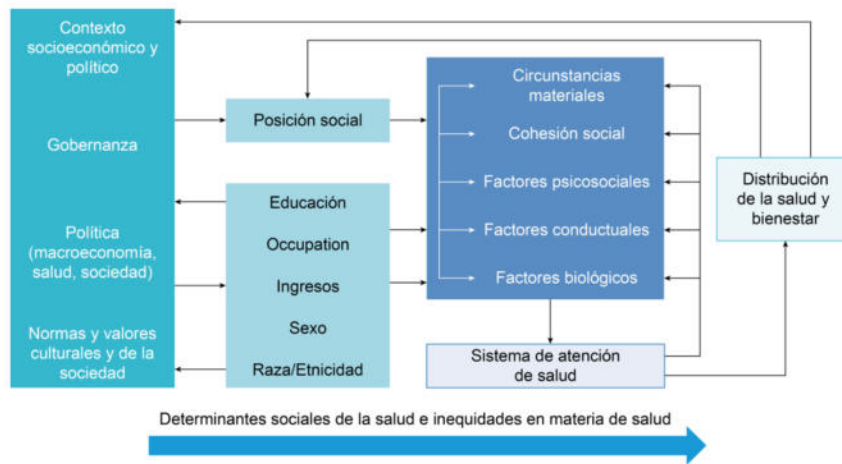 Contexto
socioeconómico y
político
Gobernanza
Política
(macroeconomía,
salud, sociedad)
Normas y valores
culturales y de la
sociedad
Posición social
Educación
Occupation
Ingresos
Sexo
Raza/Etnicidad
Circunstancias
materiales
Cohesión social
Factores psicosociales
Factores conductuales
Factores biológicos
Sistema de atención
de salud
Distribución
de la salud y
bienestar
Determinantes sociales de la salud e inequidades en materia de salud